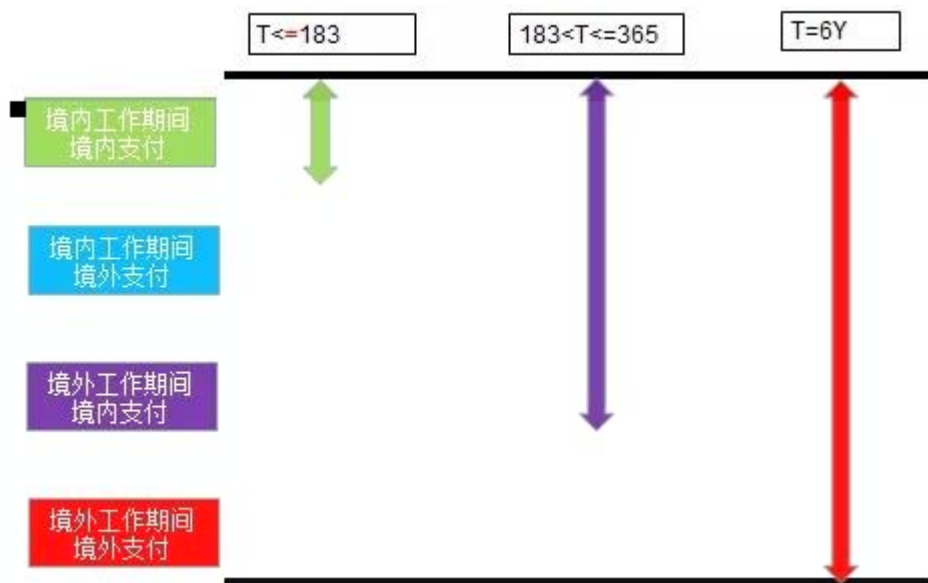 T<=183
183<T<=365
T=6Y
境内工作期间
境内支付
境内工作期间
境外支付
境外工作期间
境内支付
境外工作期间
境外支付